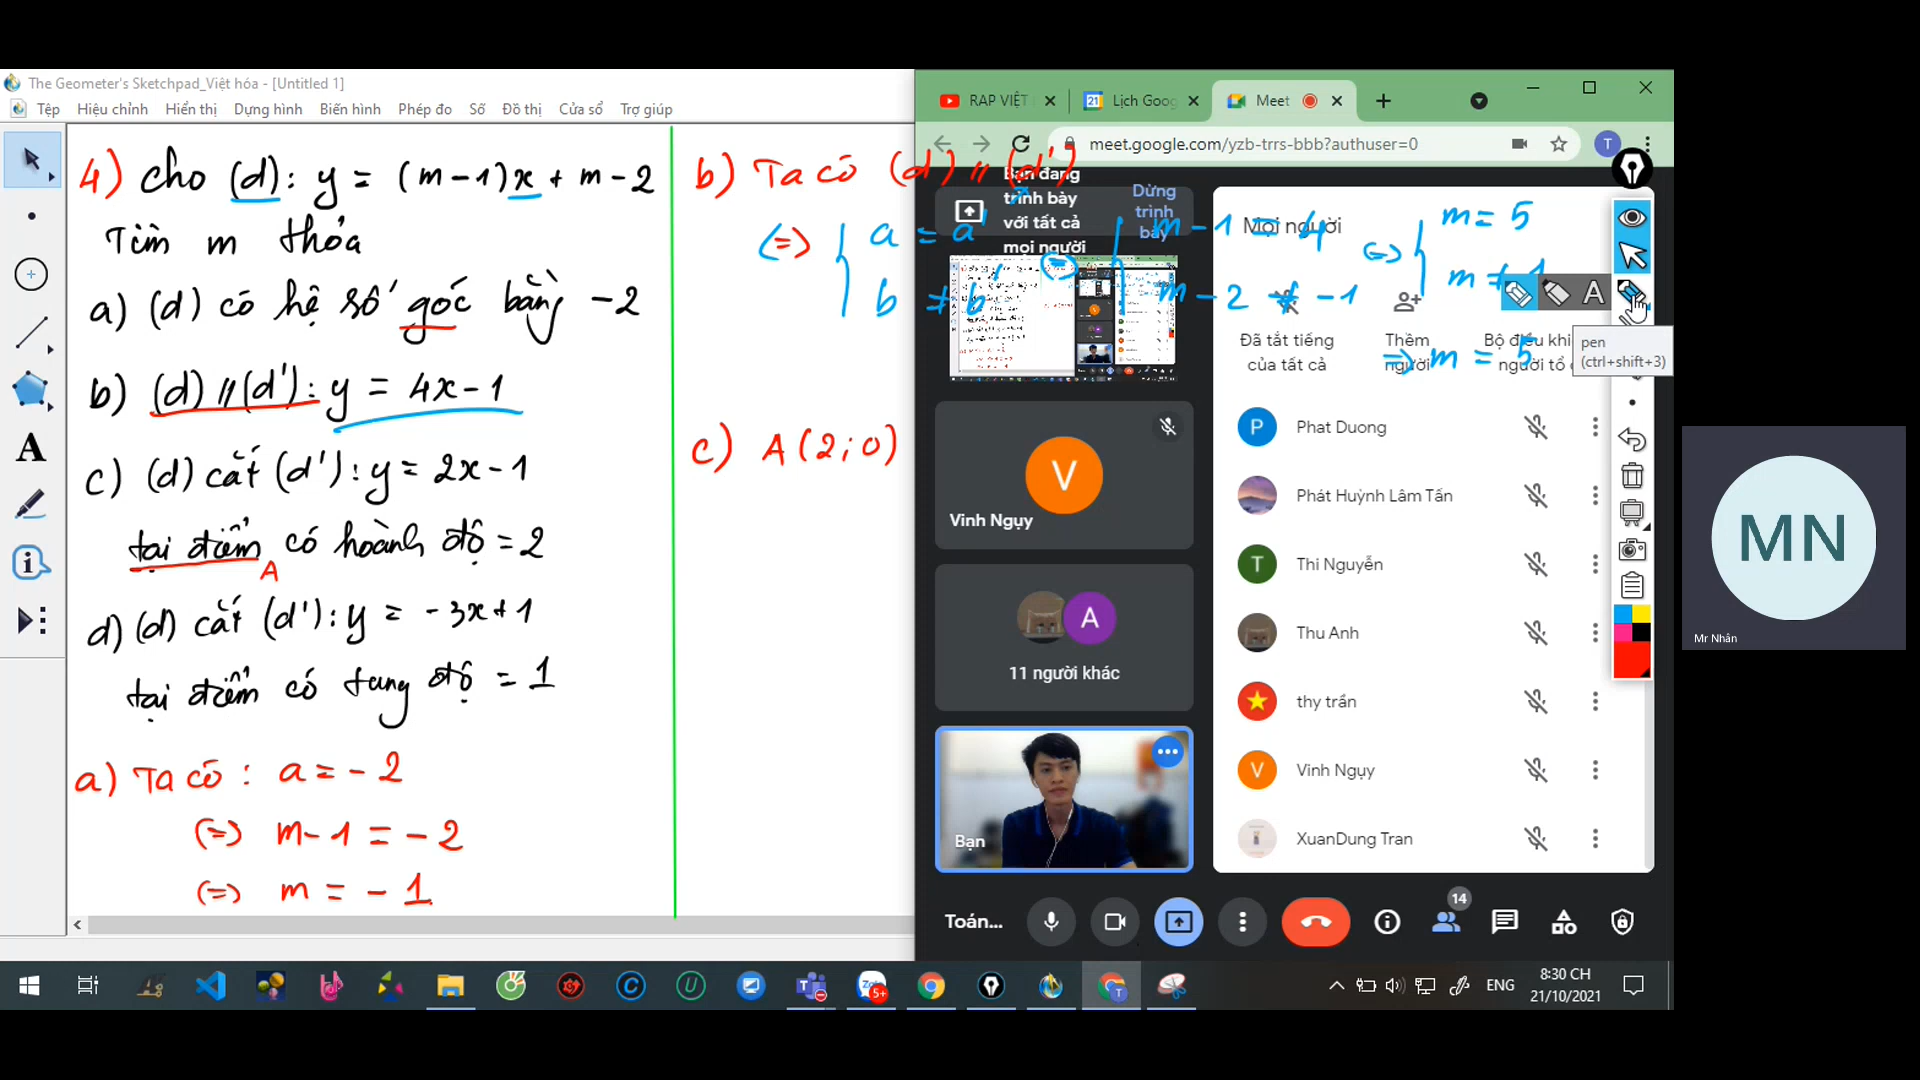 The Geometer's Sketchpad_Việt hóa - [Untitled 1]
Tệp Hiệu chỉnh Hiển thị Dựng hình Biến hình Phép đo Số Đồ thị Cửa sổ Trợ giúp
4) Cho (d): y = (m-1)x + m-2
Tìm m thỏa
a) (d) có hệ số góc bằng -2
b) (d) // (d'): y = 4x-1
c) (d) cắt (d'): y = 2x-1
tại điểm có hoành độ = 2
A
d) (d) cắt (d'): y = -3x+1
tại điểm có tung độ = 1
a) Ta có: a = -2
(=) m-1 = -2
(=) m = -1
b) Ta có (d) // (d')
(=) { a = a' (=) { m-1 = 4 (=) { m = 5
b ≠ b' m-2 ≠ -1 m ≠ 1
=) m = 5
c) A(2;0)
RAP VIỆT
Lịch Goog
Meet
meet.google.com/yzb-trrs-bbb?authuser=0
T
Bạn đang
trình bày
với tất cả
mọi người
Dừng
trình
bày
Mọi người
Đã tắt tiếng
của tất cả
Thêm
người
Bộ điều khi
người tổ
A
pen
(ctrl+shift+3)
V
Vinh Ngụy
A
11 người khác
Bạn
P Phat Duong
Phát Huỳnh Lâm Tấn
T Thi Nguyễn
Thu Anh
thy trần
V Vinh Ngụy
XuanDung Tran
Toán...
14
MN
Mr Nhân
5+
T
ENG
8:30 CH
21/10/2021